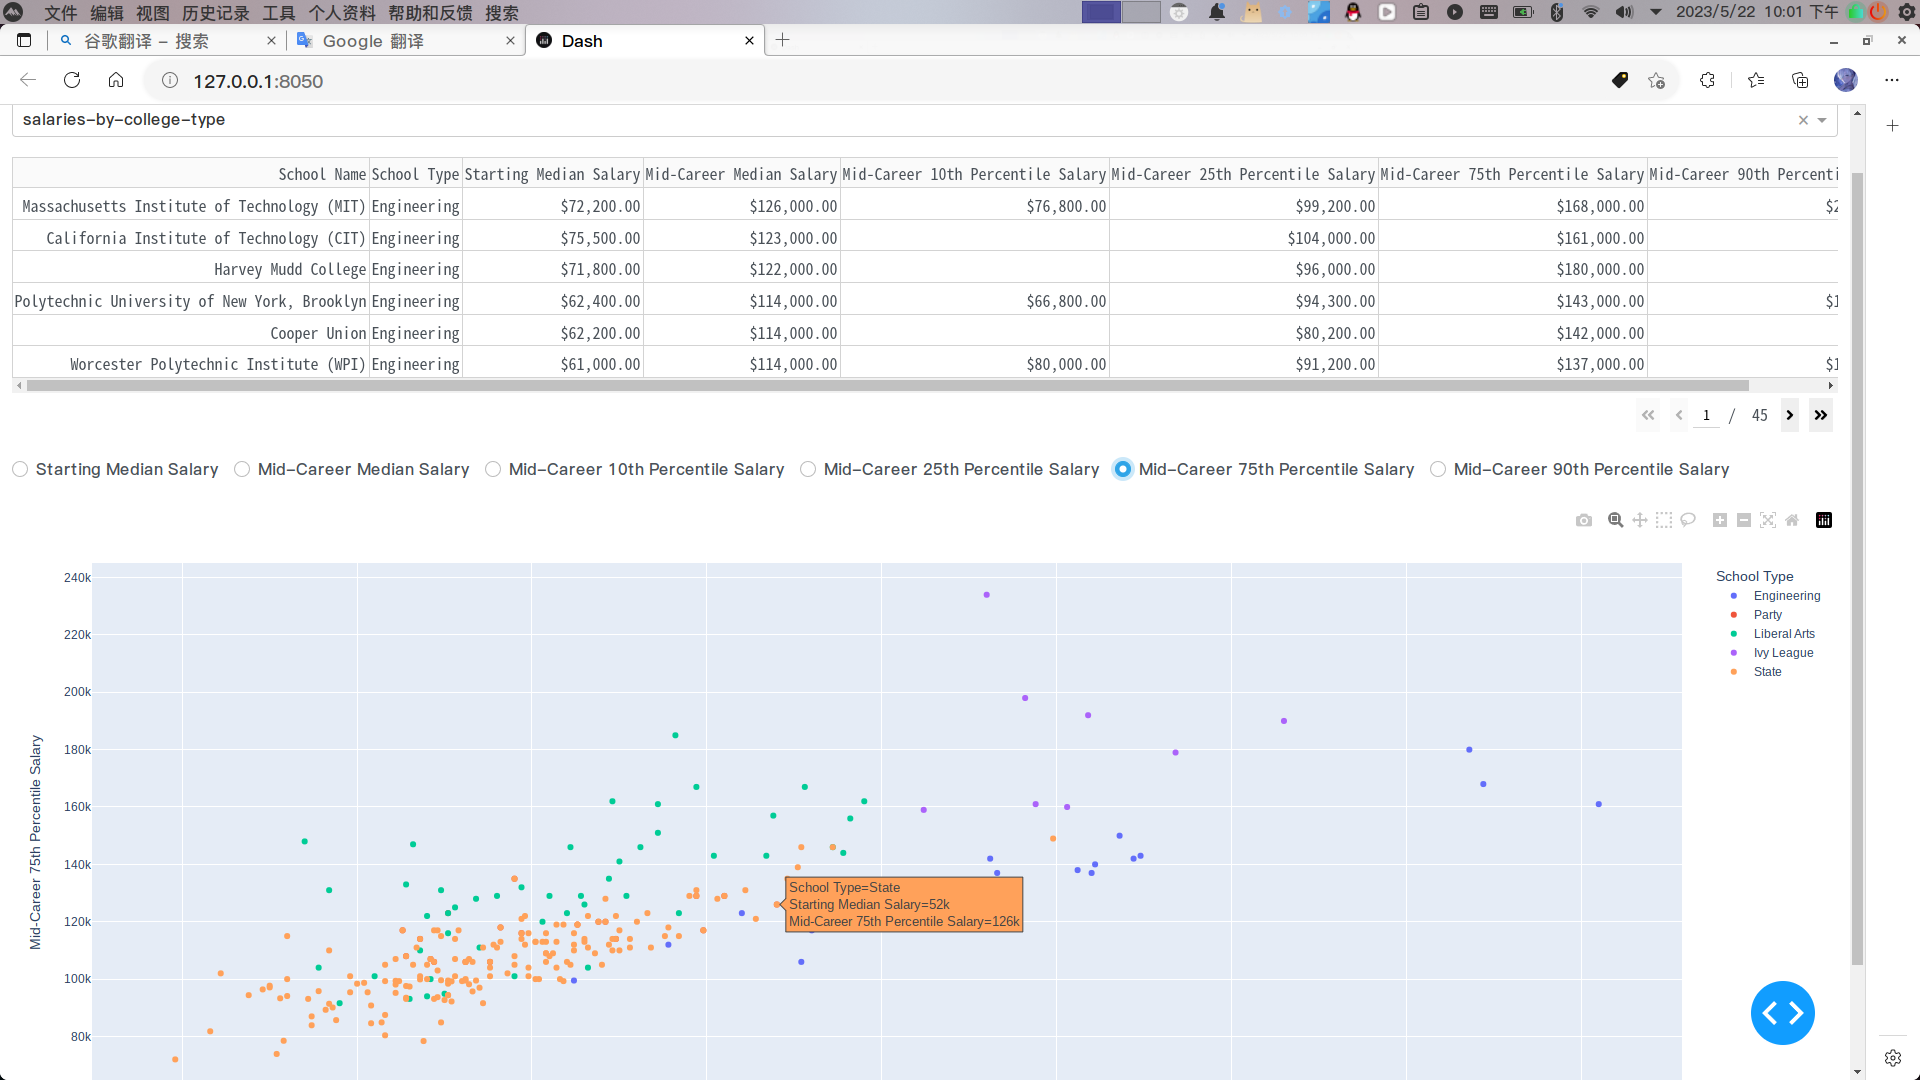 文件 编辑 视图 历史记录 工具 个人资料 帮助和反馈 搜索 2023/5/22 10:01 下午
谷歌翻译 - 搜索 Google 翻译 Dash
127.0.0.1:8050
salaries-by-college-type
School Name School Type Starting Median Salary Mid-Career Median Salary Mid-Career 10th Percentile Salary Mid-Career 25th Percentile Salary Mid-Career 75th Percentile Salary Mid-Career 90th Percenti
Massachusetts Institute of Technology (MIT) Engineering $72,200.00 $126,000.00 $76,800.00 $99,200.00 $168,000.00 $2
California Institute of Technology (CIT) Engineering $75,500.00 $123,000.00 $104,000.00 $161,000.00
Harvey Mudd College Engineering $71,800.00 $122,000.00 $96,000.00 $180,000.00
Polytechnic University of New York, Brooklyn Engineering $62,400.00 $114,000.00 $66,800.00 $94,300.00 $143,000.00 $1
Cooper Union Engineering $62,200.00 $114,000.00 $80,200.00 $142,000.00
Worcester Polytechnic Institute (WPI) Engineering $61,000.00 $114,000.00 $80,000.00 $91,200.00 $137,000.00 $1
1 / 45
Starting Median Salary Mid-Career Median Salary Mid-Career 10th Percentile Salary Mid-Career 25th Percentile Salary Mid-Career 75th Percentile Salary Mid-Career 90th Percentile Salary
240k
220k
200k
180k
160k
140k
120k
100k
80k
Mid-Career 75th Percentile Salary
School Type=State
Starting Median Salary=52k
Mid-Career 75th Percentile Salary=126k
School Type
Engineering
Party
Liberal Arts
Ivy League
State